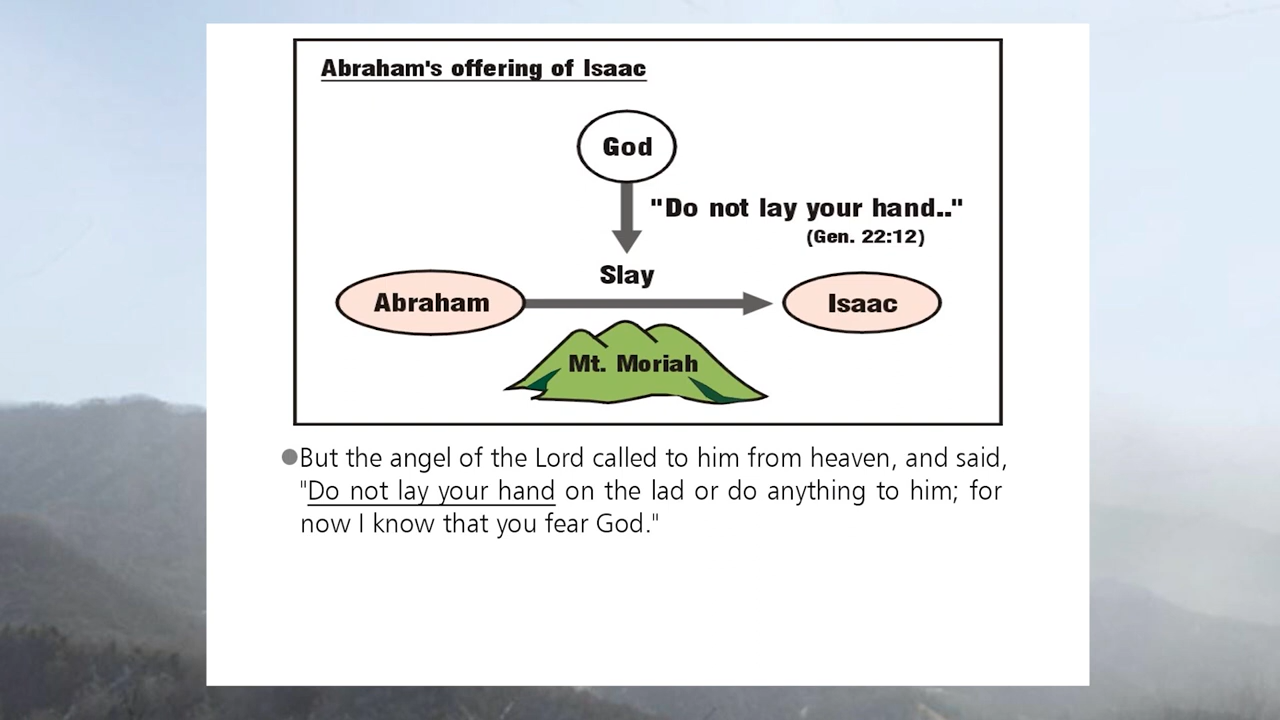 Abraham's offering of Isaac
God
"Do not lay your hand.."
(Gen. 22:12)
Slay
Abraham
Isaac
Mt. Moriah
●But the angel of the Lord called to him from heaven, and said,
"Do not lay your hand on the lad or do anything to him; for
now I know that you fear God."